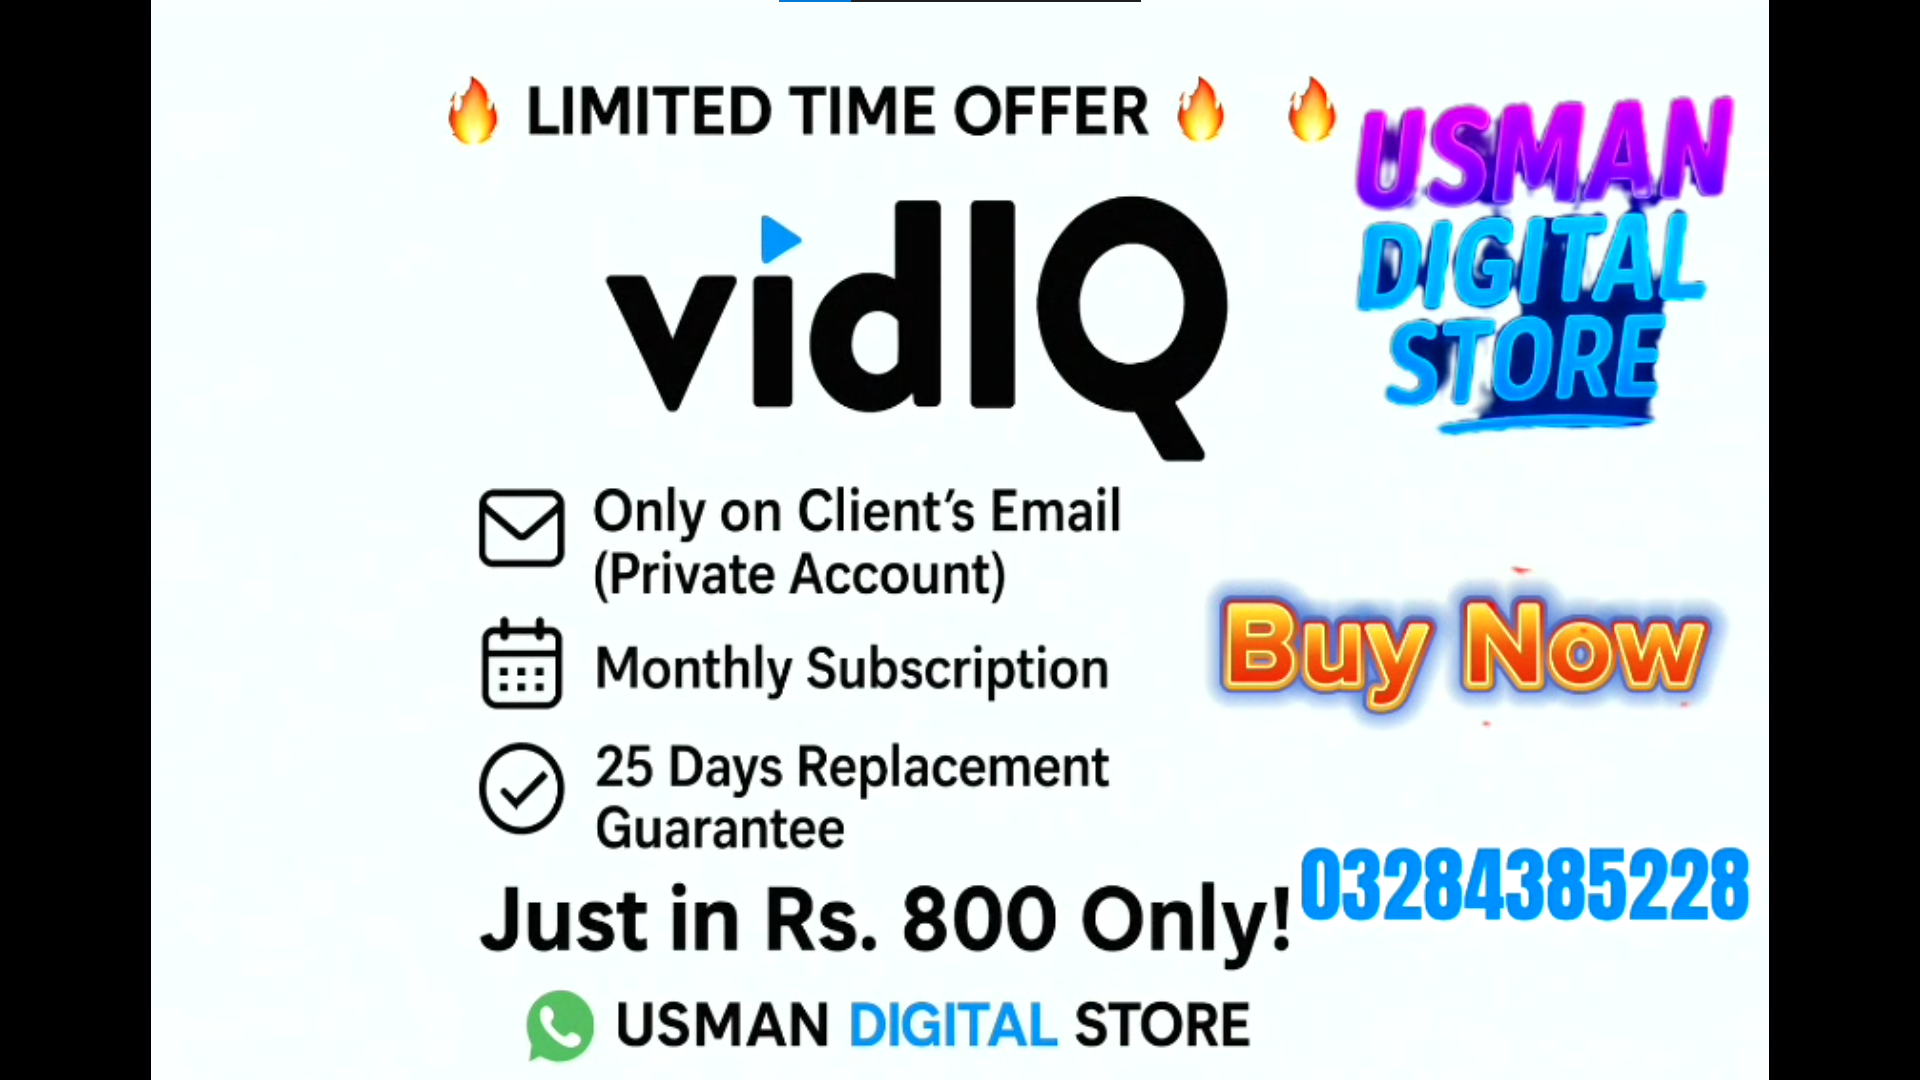 🔥 LIMITED TIME OFFER 🔥 🔥
USMAN
DIGITAL
STORE
vidIQ
Only on Client's Email
(Private Account)
Monthly Subscription
Buy Now
25 Days Replacement
Guarantee
Just in Rs. 800 Only!
03284385228
USMAN DIGITAL STORE